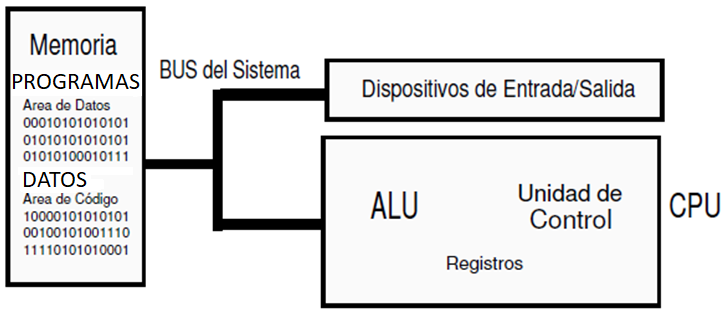 Memoria
PROGRAMAS
Area de Datos
00010101010101
01010101010101
01010100010111
DATOS
Area de Código
10000101010101
00100101001110
11110101010001
BUS del Sistema
Dispositivos de Entrada/Salida
ALU
Unidad de
Control
Registros
CPU